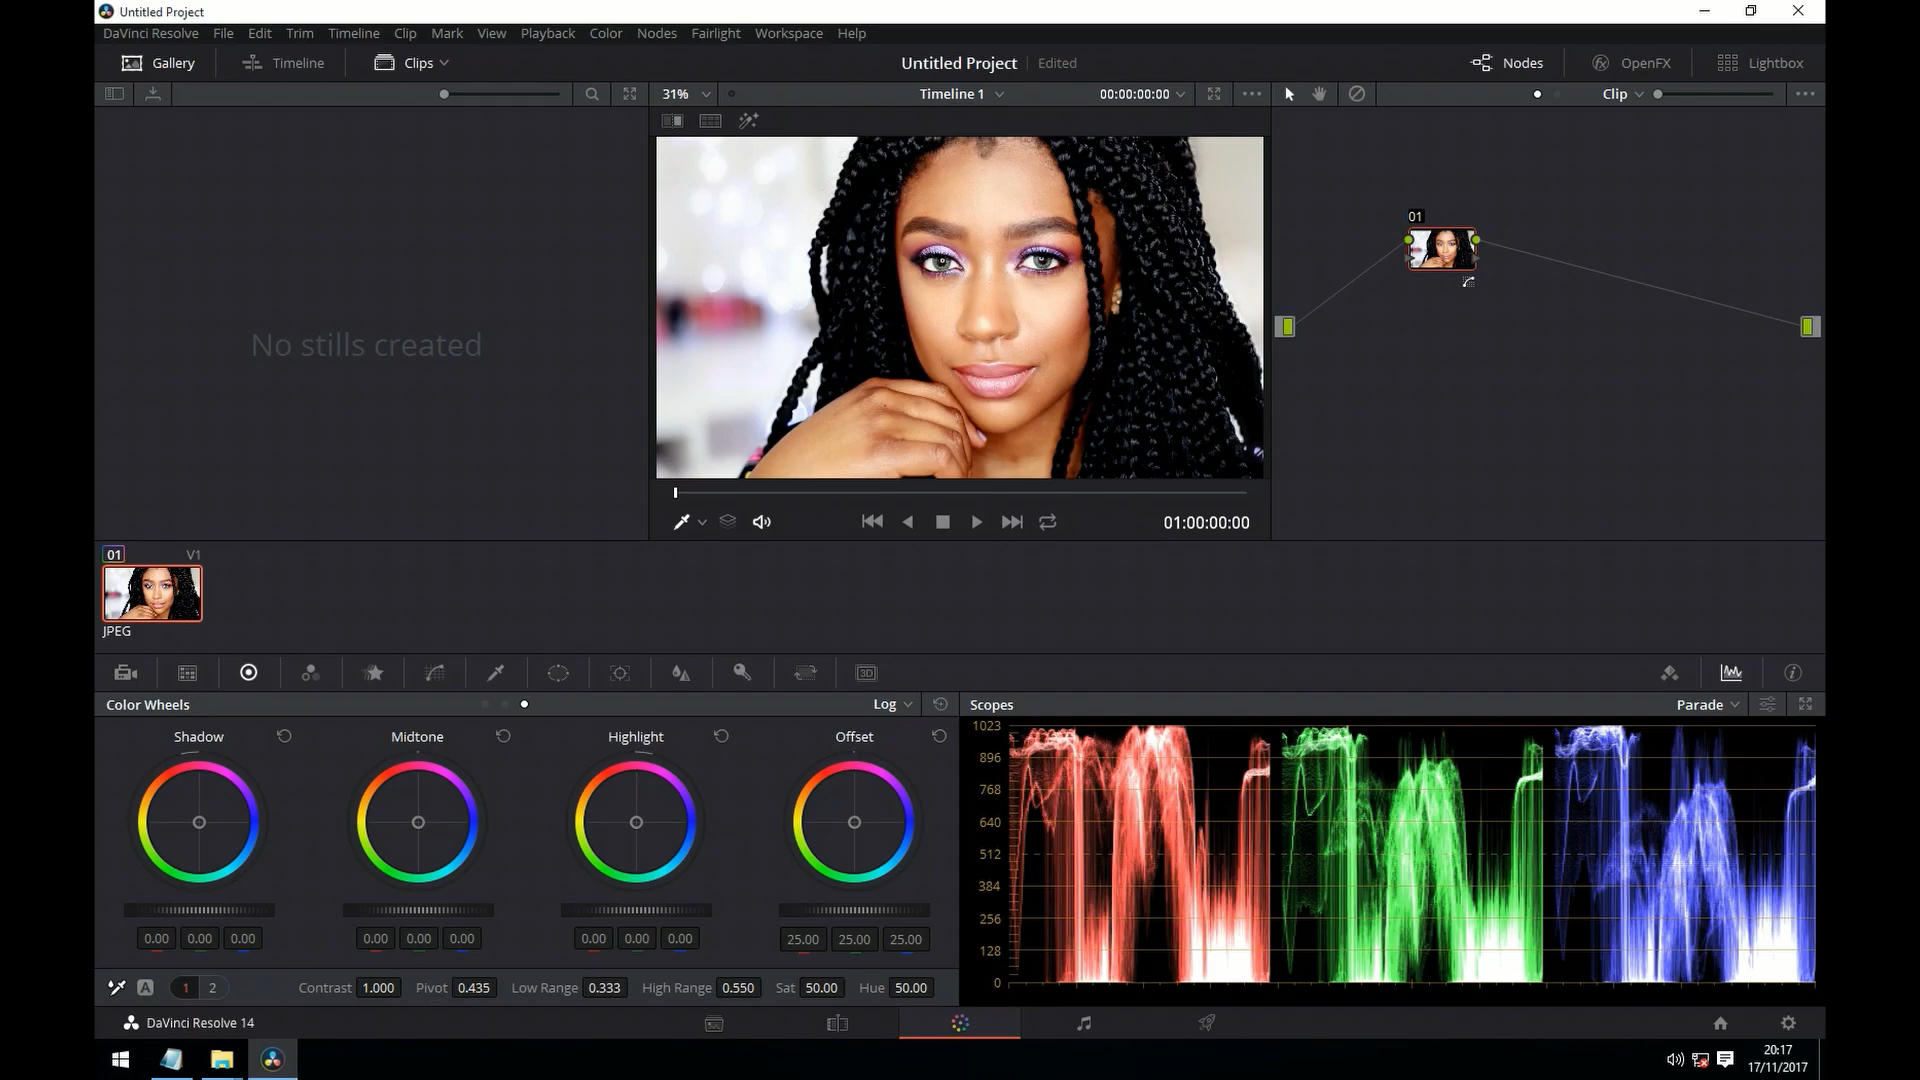 Untitled Project
DaVinci Resolve File Edit Trim Timeline Clip Mark View Playback Color Nodes Fairlight Workspace Help
Gallery Timeline Clips Untitled Project Edited Nodes OpenFX Lightbox
31% Timeline 1 00:00:00:00 Clip
01
No stills created
01:00:00:00
01 V1
JPEG
3D
Color Wheels Log Scopes Parade
Shadow Midtone Highlight Offset
1023
896
768
640
512
384
256
128
0
0.00 0.00 0.00 0.00 0.00 0.00 0.00 0.00 0.00 25.00 25.00 25.00
A 1 2 Contrast 1.000 Pivot 0.435 Low Range 0.333 High Range 0.550 Sat 50.00 Hue 50.00
DaVinci Resolve 14
20:17
17/11/2017